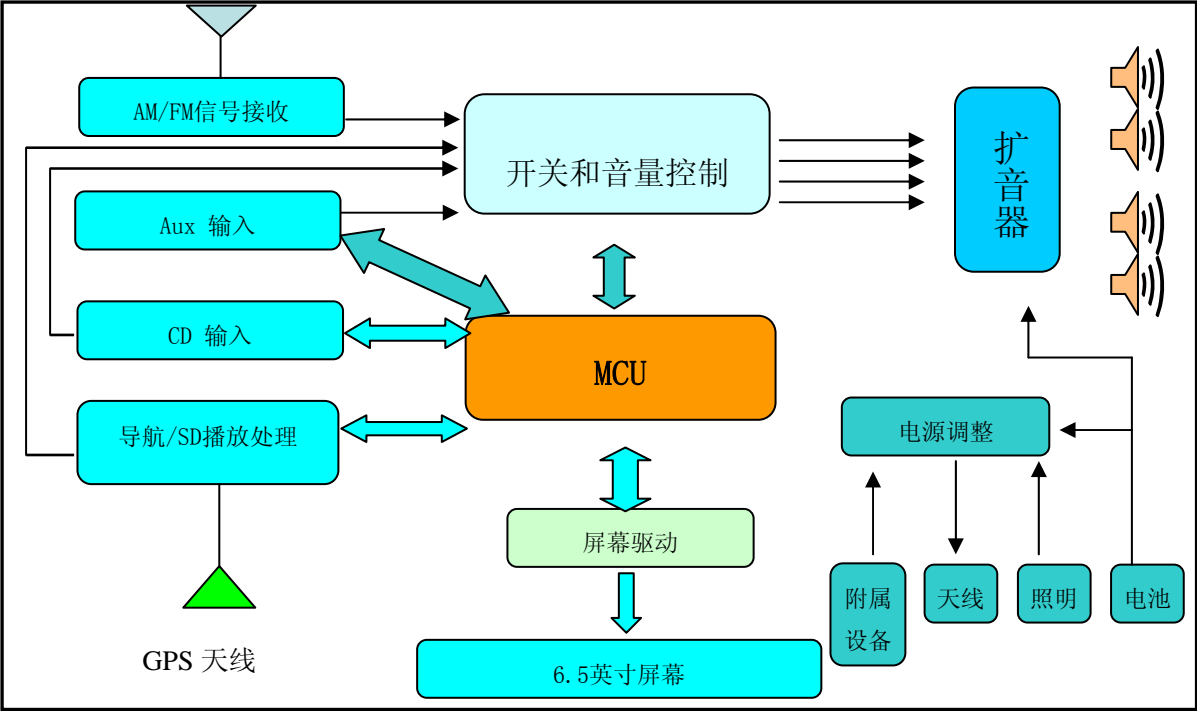 AM/FM信号接收
开关和音量控制
扩
音
器
Aux 输入
CD 输入
MCU
导航/SD播放处理
电源调整
屏幕驱动
附属
设备
天线
照明
电池
GPS 天线
6.5英寸屏幕